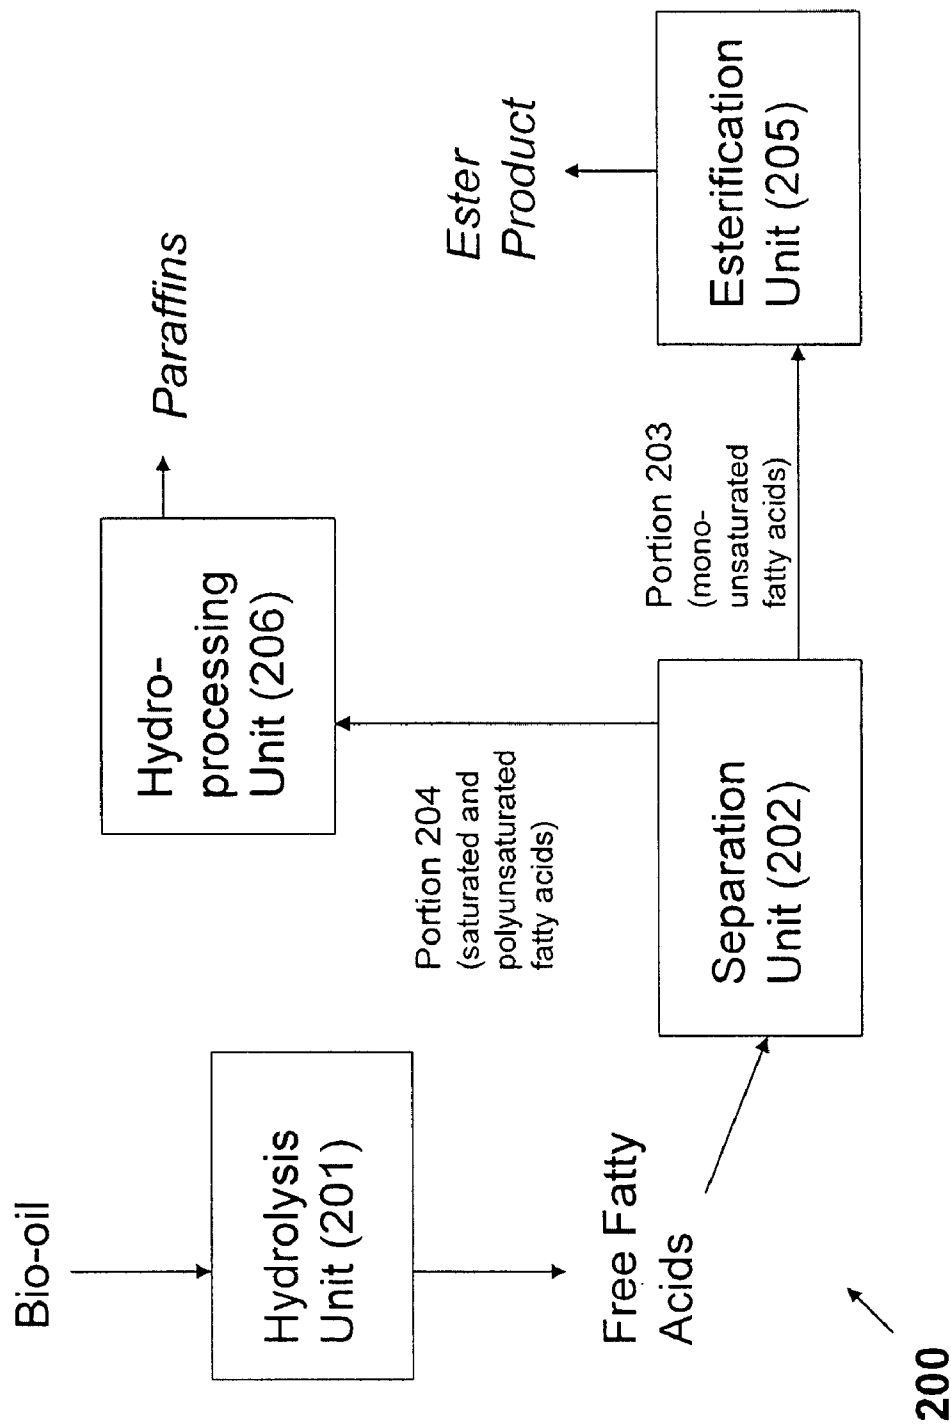 Bio-oil
Hydrolysis
Unit (201)
Free Fatty
Acids
Separation
Unit (202)
Portion 204
(saturated and
polyunsaturated
fatty acids)
Hydro-
processing
Unit (206)
Paraffins
Portion 203
(mono-
unsaturated
fatty acids)
Esterification
Unit (205)
Ester
Product
200